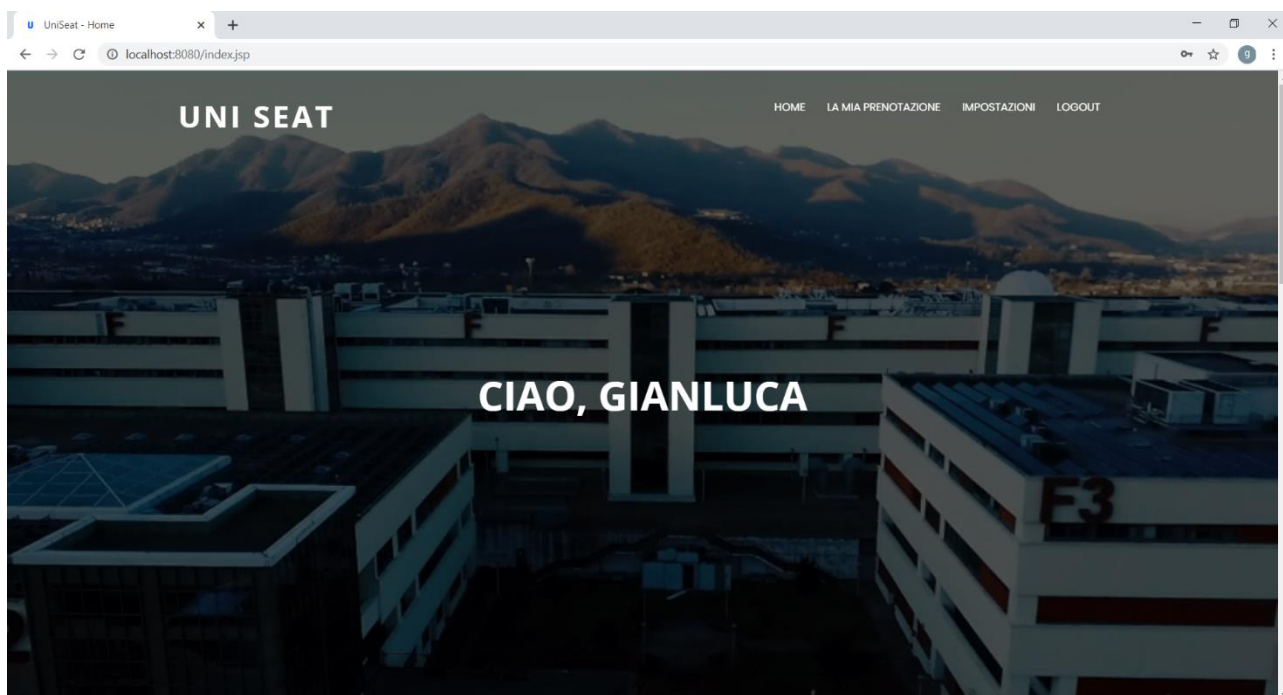 U UniSeat - Home
localhost:8080/index.jsp
g
UNI SEAT
HOME LA MIA PRENOTAZIONE IMPOSTAZIONI LOGOUT
F F F F
CIAO, GIANLUCA
F3